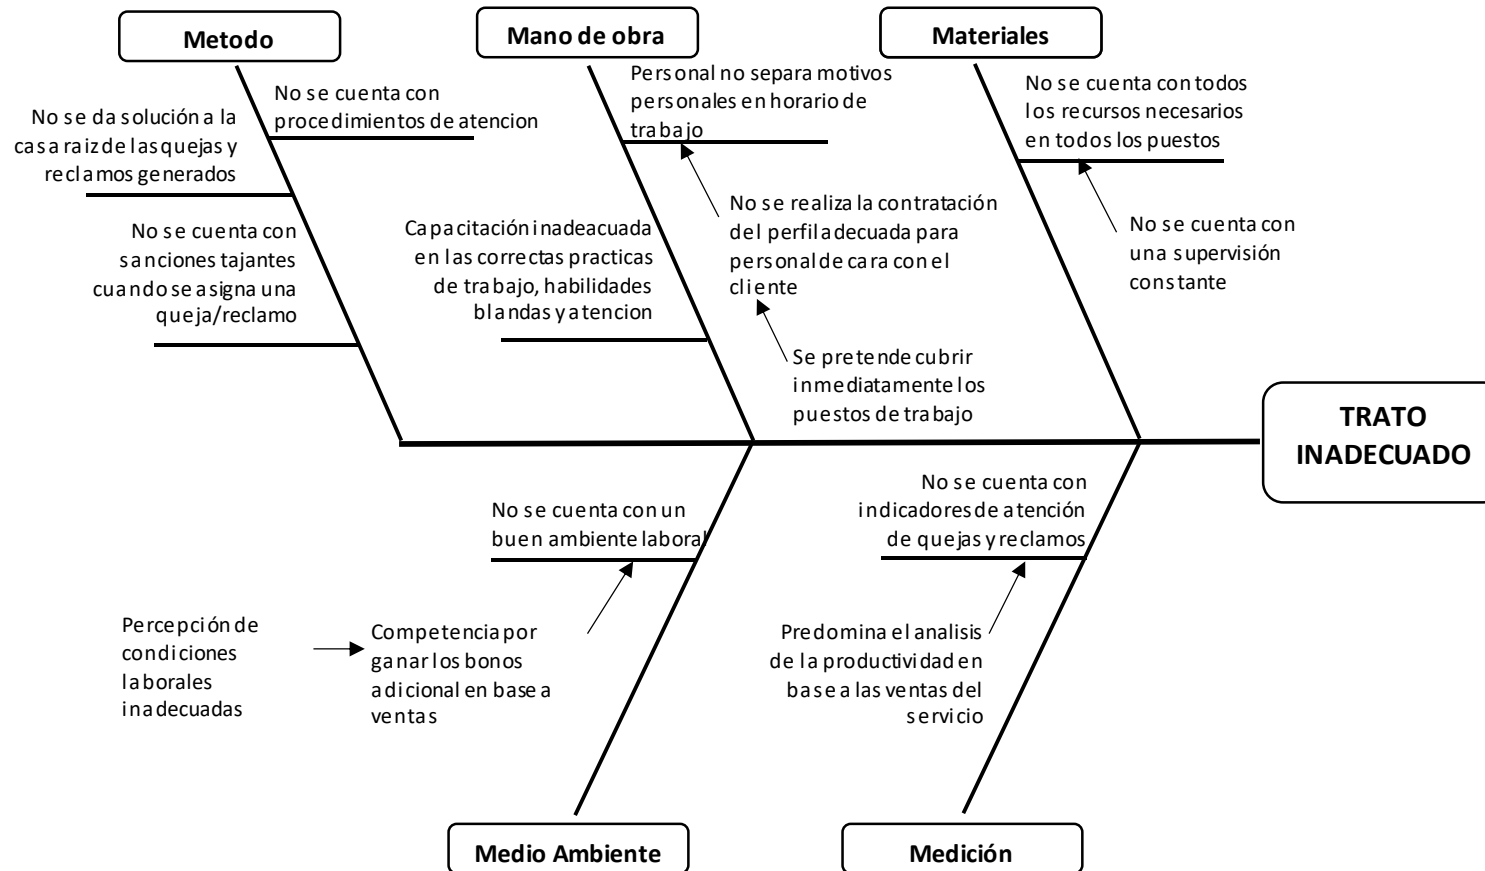 Metodo
Mano de obra
Materiales
No se cuenta con
procedimientos de atencion
No se da solución a la
casa raiz de las quejas y
reclamos generados
No se cuenta con
sanciones tajantes
cuando se asigna una
queja/reclamo
Personal no separa motivos
personales en horario de
trabajo
Capacitación inadeacuada
en las correctas practicas
de trabajo, habilidades
blandas y atencion
No se realiza la contratación
del perfil adecuada para
personal de cara con el
cliente
Se pretende cubrir
inmediatamente los
puestos de trabajo
No se cuenta con todos
los recursos necesarios
en todos los puestos
No se cuenta con
una supervisión
constante
TRATO
INADECUADO
No se cuenta con un
buen ambiente laboral
Percepción de
condiciones
laborales
inadecuadas
Competencia por
ganar los bonos
adicional en base a
ventas
No se cuenta con
indicadores de atención
de quejas y reclamos
Predomina el analisis
de la productividad en
base a las ventas del
servicio
Medio Ambiente
Medición